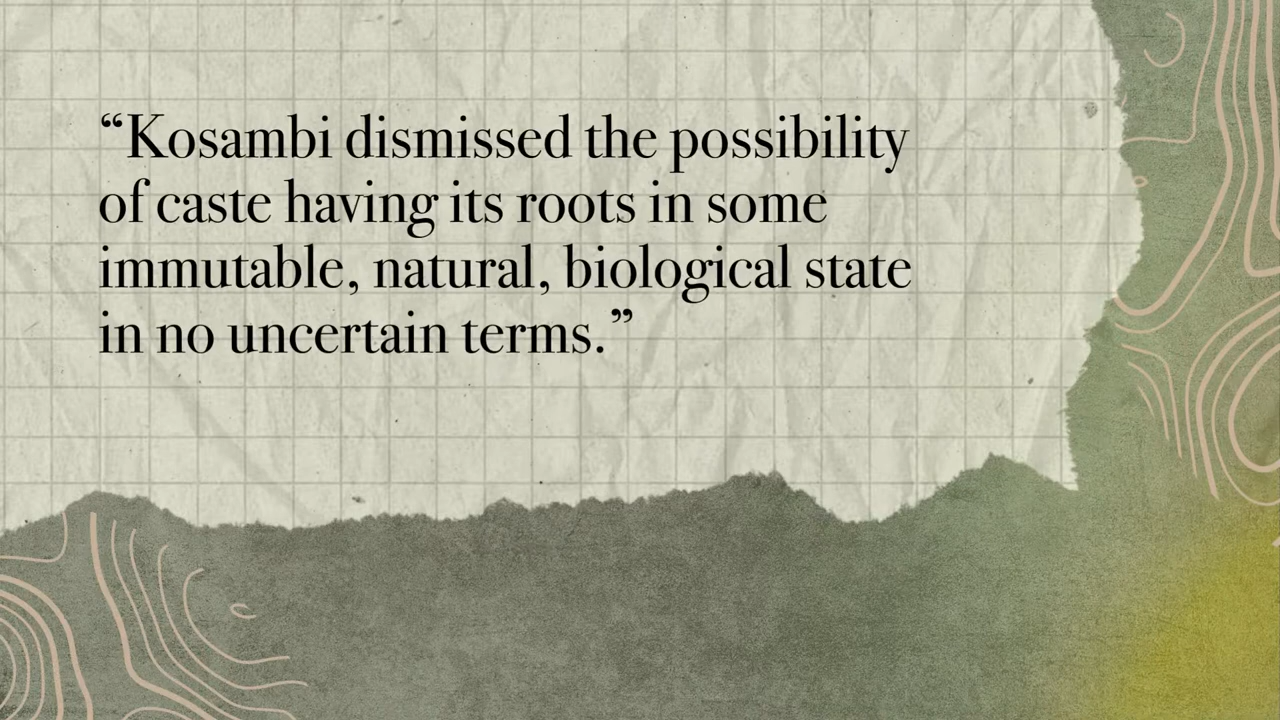 “Kosambi dismissed the possibility
of caste having its roots in some
immutable, natural, biological state
in no uncertain terms.”